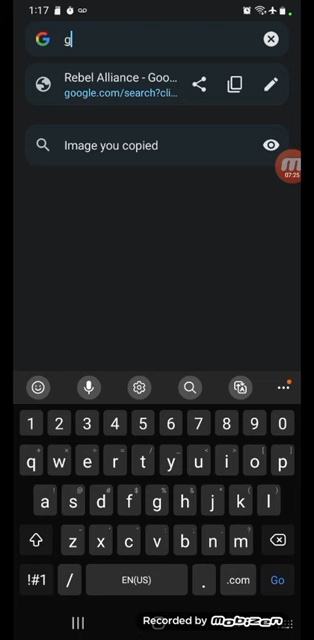 1:17
g
Rebel Alliance - Goo...
google.com/search?cli...
Image you copied
07:25
1 2 3 4 5 6 7 8 9 0
q w e r t y u i o p
a s d f g h j k l
z x c v b n m
!#1 / EN(US) . .com Go
Recorded by mobizen